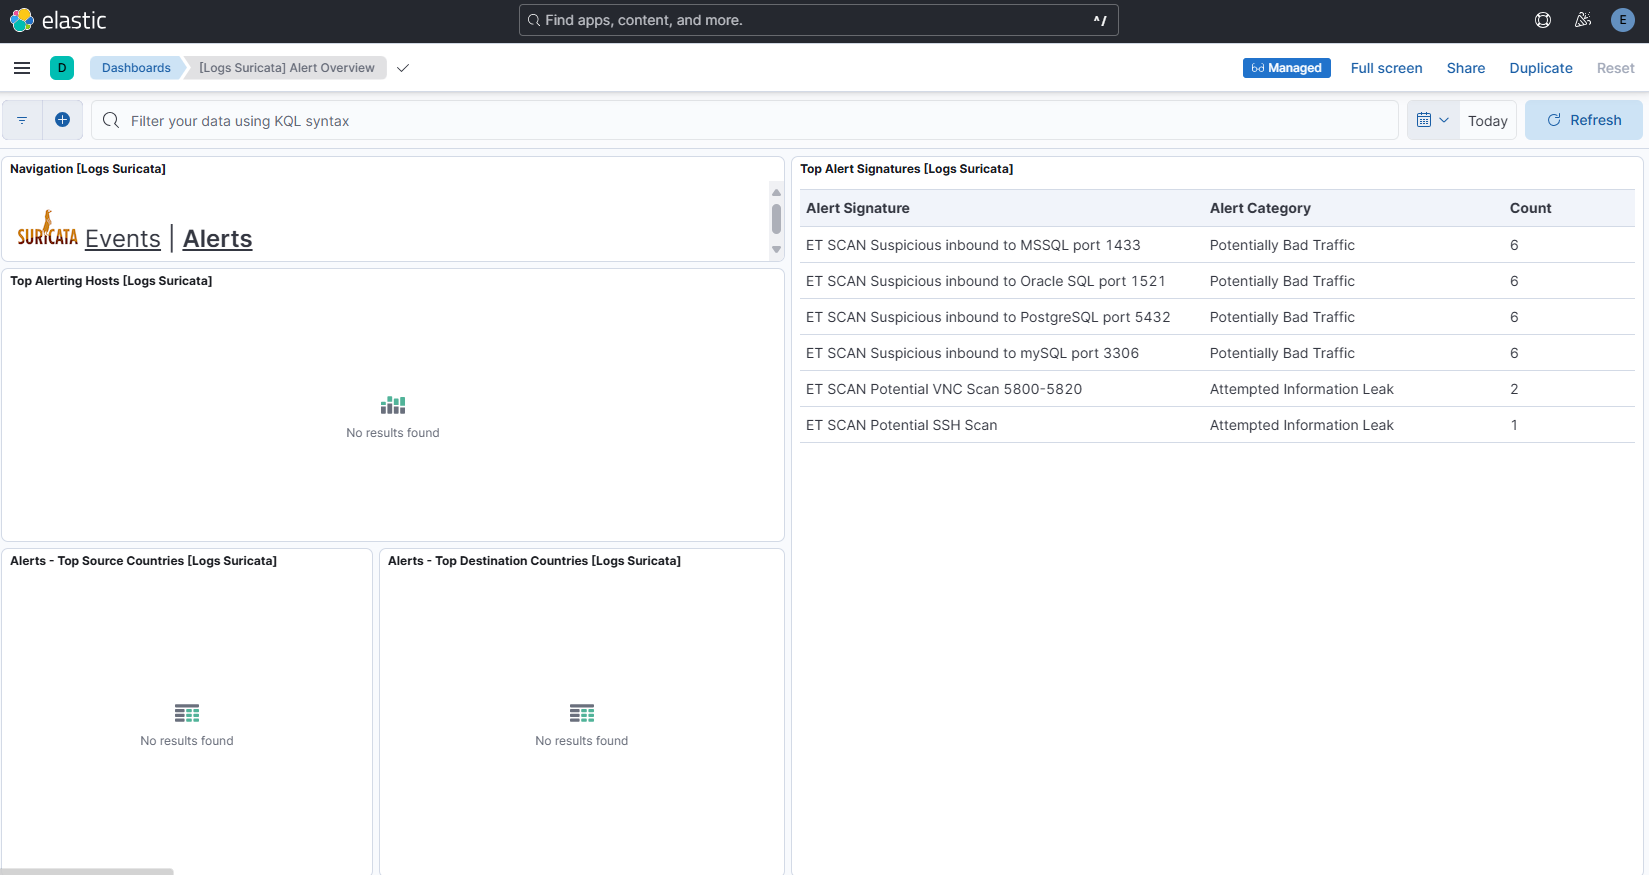 elastic
Find apps, content, and more.
^/
E
D
Dashboards
[Logs Suricata] Alert Overview
Managed
Full screen
Share
Duplicate
Reset
Filter your data using KQL syntax
Today
Refresh
Navigation [Logs Suricata]
SURICATA
Events | Alerts
Top Alerting Hosts [Logs Suricata]
No results found
Alerts - Top Source Countries [Logs Suricata]
No results found
Alerts - Top Destination Countries [Logs Suricata]
No results found
Top Alert Signatures [Logs Suricata]
Alert Signature Alert Category Count
ET SCAN Suspicious inbound to MSSQL port 1433 Potentially Bad Traffic 6
ET SCAN Suspicious inbound to Oracle SQL port 1521 Potentially Bad Traffic 6
ET SCAN Suspicious inbound to PostgreSQL port 5432 Potentially Bad Traffic 6
ET SCAN Suspicious inbound to mySQL port 3306 Potentially Bad Traffic 6
ET SCAN Potential VNC Scan 5800-5820 Attempted Information Leak 2
ET SCAN Potential SSH Scan Attempted Information Leak 1